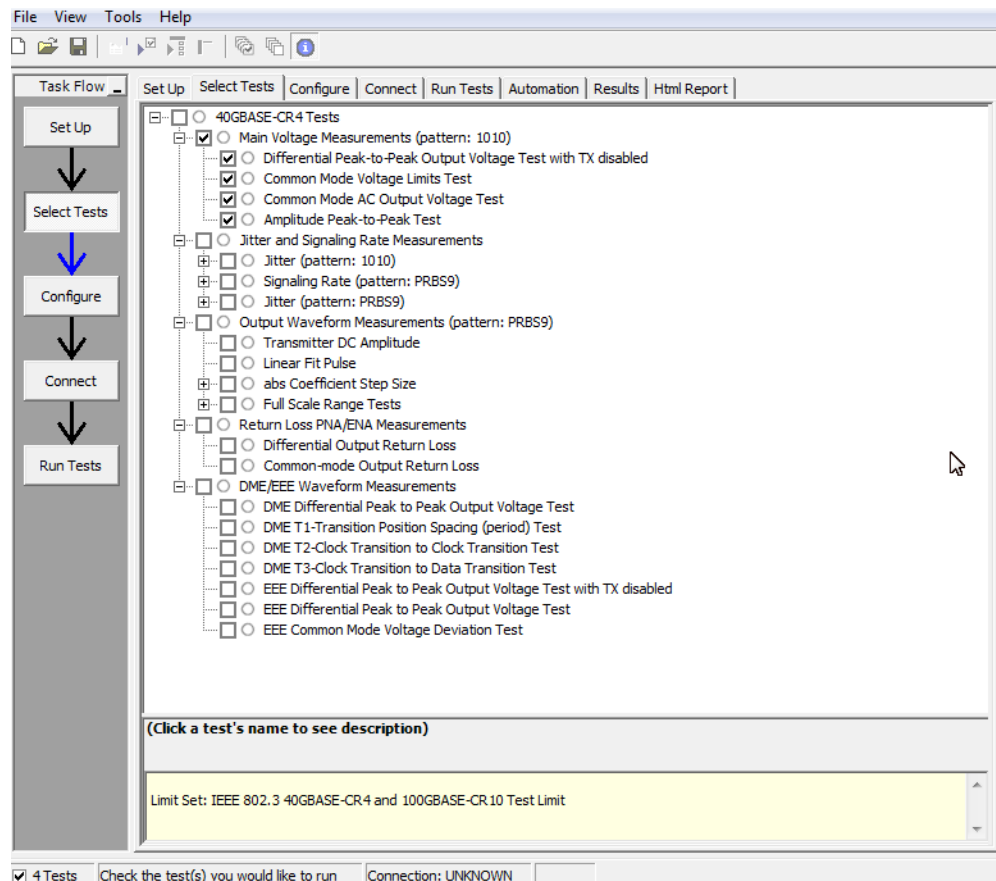 File View Tools Help
Task Flow
Set Up Select Tests Configure Connect Run Tests Automation Results Html Report
Set Up
Select Tests
Configure
Connect
Run Tests
40GBASE-CR4 Tests
Main Voltage Measurements (pattern: 1010)
Differential Peak-to-Peak Output Voltage Test with TX disabled
Common Mode Voltage Limits Test
Common Mode AC Output Voltage Test
Amplitude Peak-to-Peak Test
Jitter and Signaling Rate Measurements
Jitter (pattern: 1010)
Signaling Rate (pattern: PRBS9)
Jitter (pattern: PRBS9)
Output Waveform Measurements (pattern: PRBS9)
Transmitter DC Amplitude
Linear Fit Pulse
abs Coefficient Step Size
Full Scale Range Tests
Return Loss PNA/ENA Measurements
Differential Output Return Loss
Common-mode Output Return Loss
DME/EEE Waveform Measurements
DME Differential Peak to Peak Output Voltage Test
DME T1-Transition Position Spacing (period) Test
DME T2-Clock Transition to Clock Transition Test
DME T3-Clock Transition to Data Transition Test
EEE Differential Peak to Peak Output Voltage Test with TX disabled
EEE Differential Peak to Peak Output Voltage Test
EEE Common Mode Voltage Deviation Test
(Click a test's name to see description)
Limit Set: IEEE 802.3 40GBASE-CR4 and 100GBASE-CR10 Test Limit
4 Tests Check the test(s) you would like to run Connection: UNKNOWN